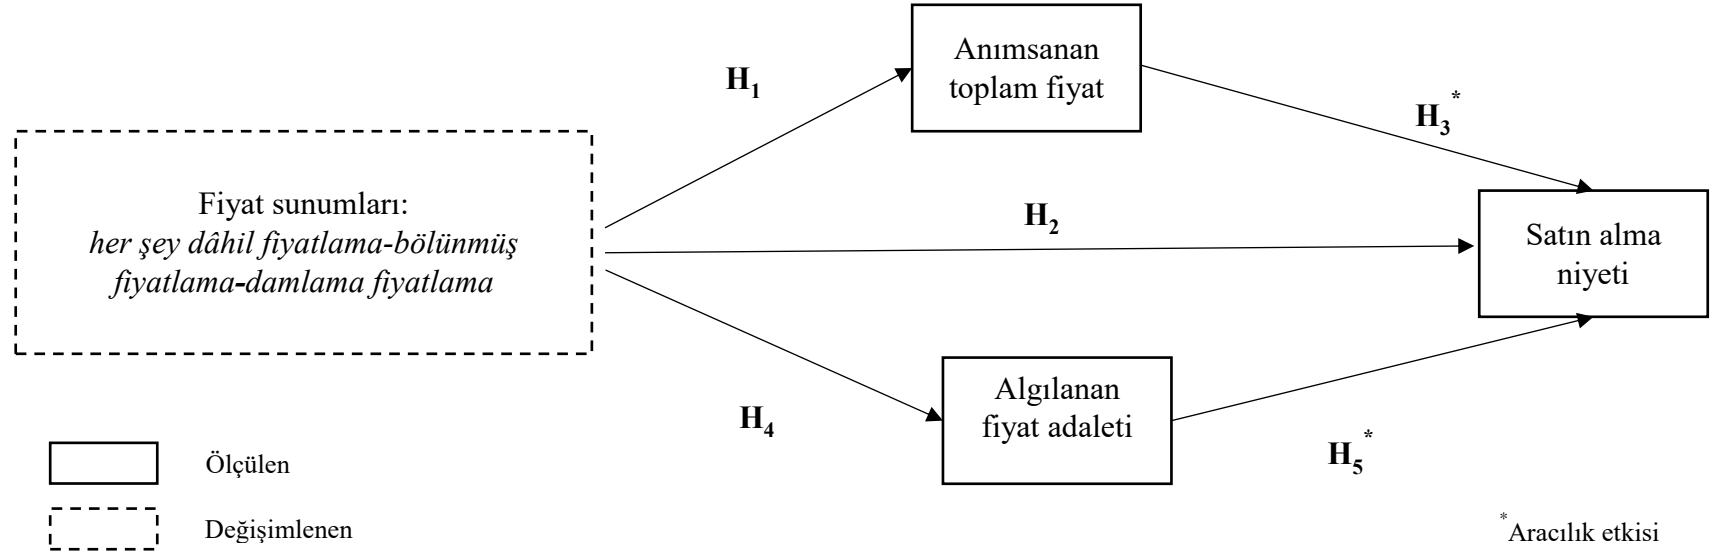 Anımsanan
toplam fiyat
H1
H3*
Fiyat sunumları:
her şey dâhil fiyatlama-bölünmüş
fiyatlama-damlama fiyatlama
H2
Satın alma
niyeti
Algılanan
fiyat adaleti
H4
H5*
Ölçülen
Değişimlenen
*Aracılık etkisi